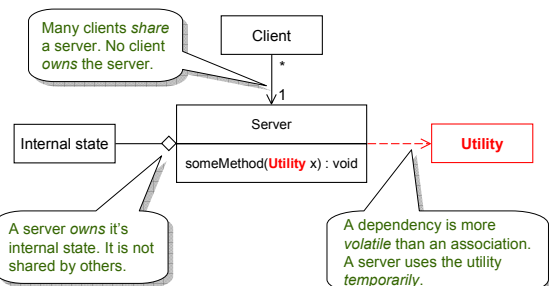 Many clients share
a server. No client
owns the server.
Client
*
1
Server
Internal state
someMethod(Utility x) : void
Utility
A server owns it's
internal state. It is not
shared by others.
A dependency is more
volatile than an association.
A server uses the utility
temporarily.